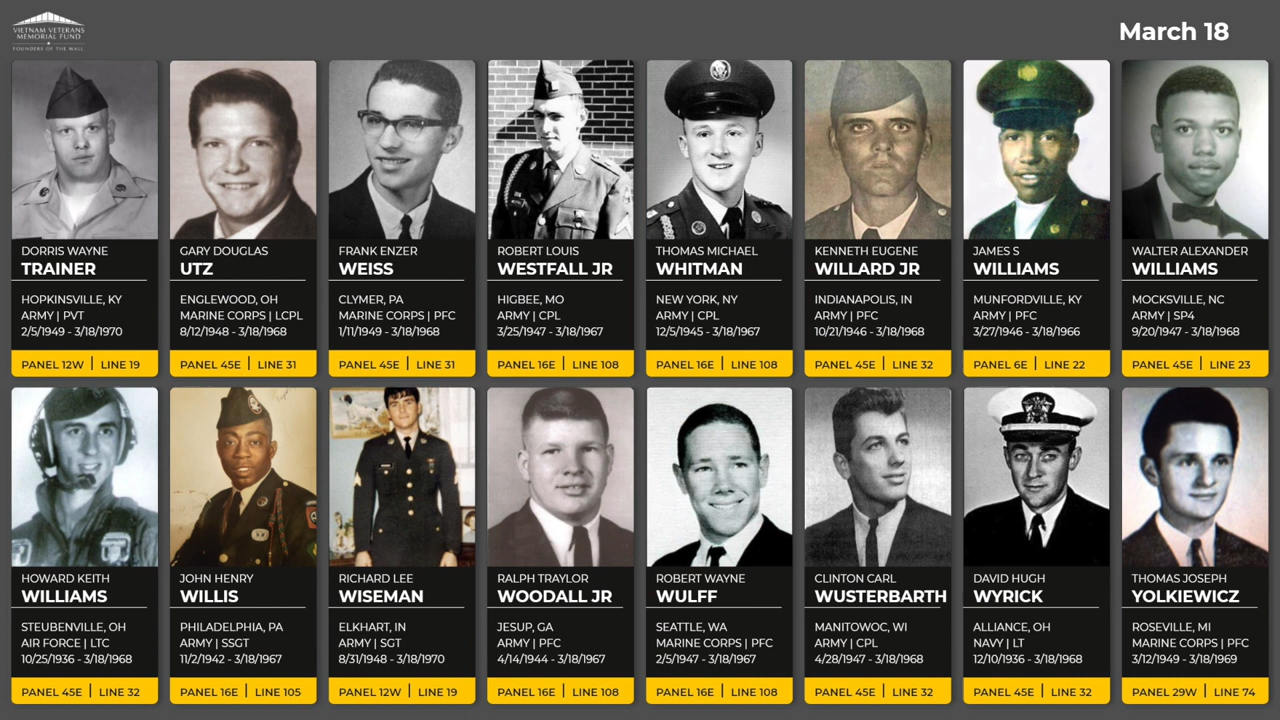 VIETNAM VETERANS
MEMORIAL FUND
FOUNDERS OF THE WALL
March 18
DORRIS WAYNE
TRAINER
HOPKINSVILLE, KY
ARMY | PVT
2/5/1949 - 3/18/1970
PANEL 12W | LINE 19
GARY DOUGLAS
UTZ
ENGLEWOOD, OH
MARINE CORPS | LCPL
8/12/1948 - 3/18/1968
PANEL 45E | LINE 31
FRANK ENZER
WEISS
CLYMER, PA
MARINE CORPS | PFC
1/11/1949 - 3/18/1968
PANEL 45E | LINE 31
ROBERT LOUIS
WESTFALL JR
HIGBEE, MO
ARMY | CPL
3/25/1947 - 3/18/1967
PANEL 16E | LINE 108
THOMAS MICHAEL
WHITMAN
NEW YORK, NY
ARMY | CPL
12/5/1945 - 3/18/1967
PANEL 16E | LINE 108
KENNETH EUGENE
WILLARD JR
INDIANAPOLIS, IN
ARMY | PFC
10/21/1946 - 3/18/1968
PANEL 45E | LINE 32
JAMES S
WILLIAMS
MUNFORDVILLE, KY
ARMY | PFC
3/27/1946 - 3/18/1966
PANEL 6E | LINE 22
WALTER ALEXANDER
WILLIAMS
MOCKSVILLE, NC
ARMY | SP4
9/20/1947 - 3/18/1968
PANEL 45E | LINE 23
HOWARD KEITH
WILLIAMS
STEUBENVILLE, OH
AIR FORCE | LTC
10/25/1936 - 3/18/1968
PANEL 45E | LINE 32
JOHN HENRY
WILLIS
PHILADELPHIA, PA
ARMY | SSGT
11/2/1942 - 3/18/1967
PANEL 16E | LINE 105
RICHARD LEE
WISEMAN
ELKHART, IN
ARMY | SGT
8/31/1948 - 3/18/1970
PANEL 12W | LINE 19
RALPH TRAYLOR
WOODALL JR
JESUP, GA
ARMY | PFC
4/14/1944 - 3/18/1967
PANEL 16E | LINE 108
ROBERT WAYNE
WULFF
SEATTLE, WA
MARINE CORPS | PFC
2/5/1947 - 3/18/1967
PANEL 16E | LINE 108
CLINTON CARL
WUSTERBARTH
MANITOWOC, WI
ARMY | CPL
4/28/1947 - 3/18/1968
PANEL 45E | LINE 32
DAVID HUGH
WYRICK
ALLIANCE, OH
NAVY | LT
12/10/1936 - 3/18/1968
PANEL 45E | LINE 32
THOMAS JOSEPH
YOLKIEWICZ
ROSEVILLE, MI
MARINE CORPS | PFC
3/12/1949 - 3/18/1969
PANEL 29W | LINE 74